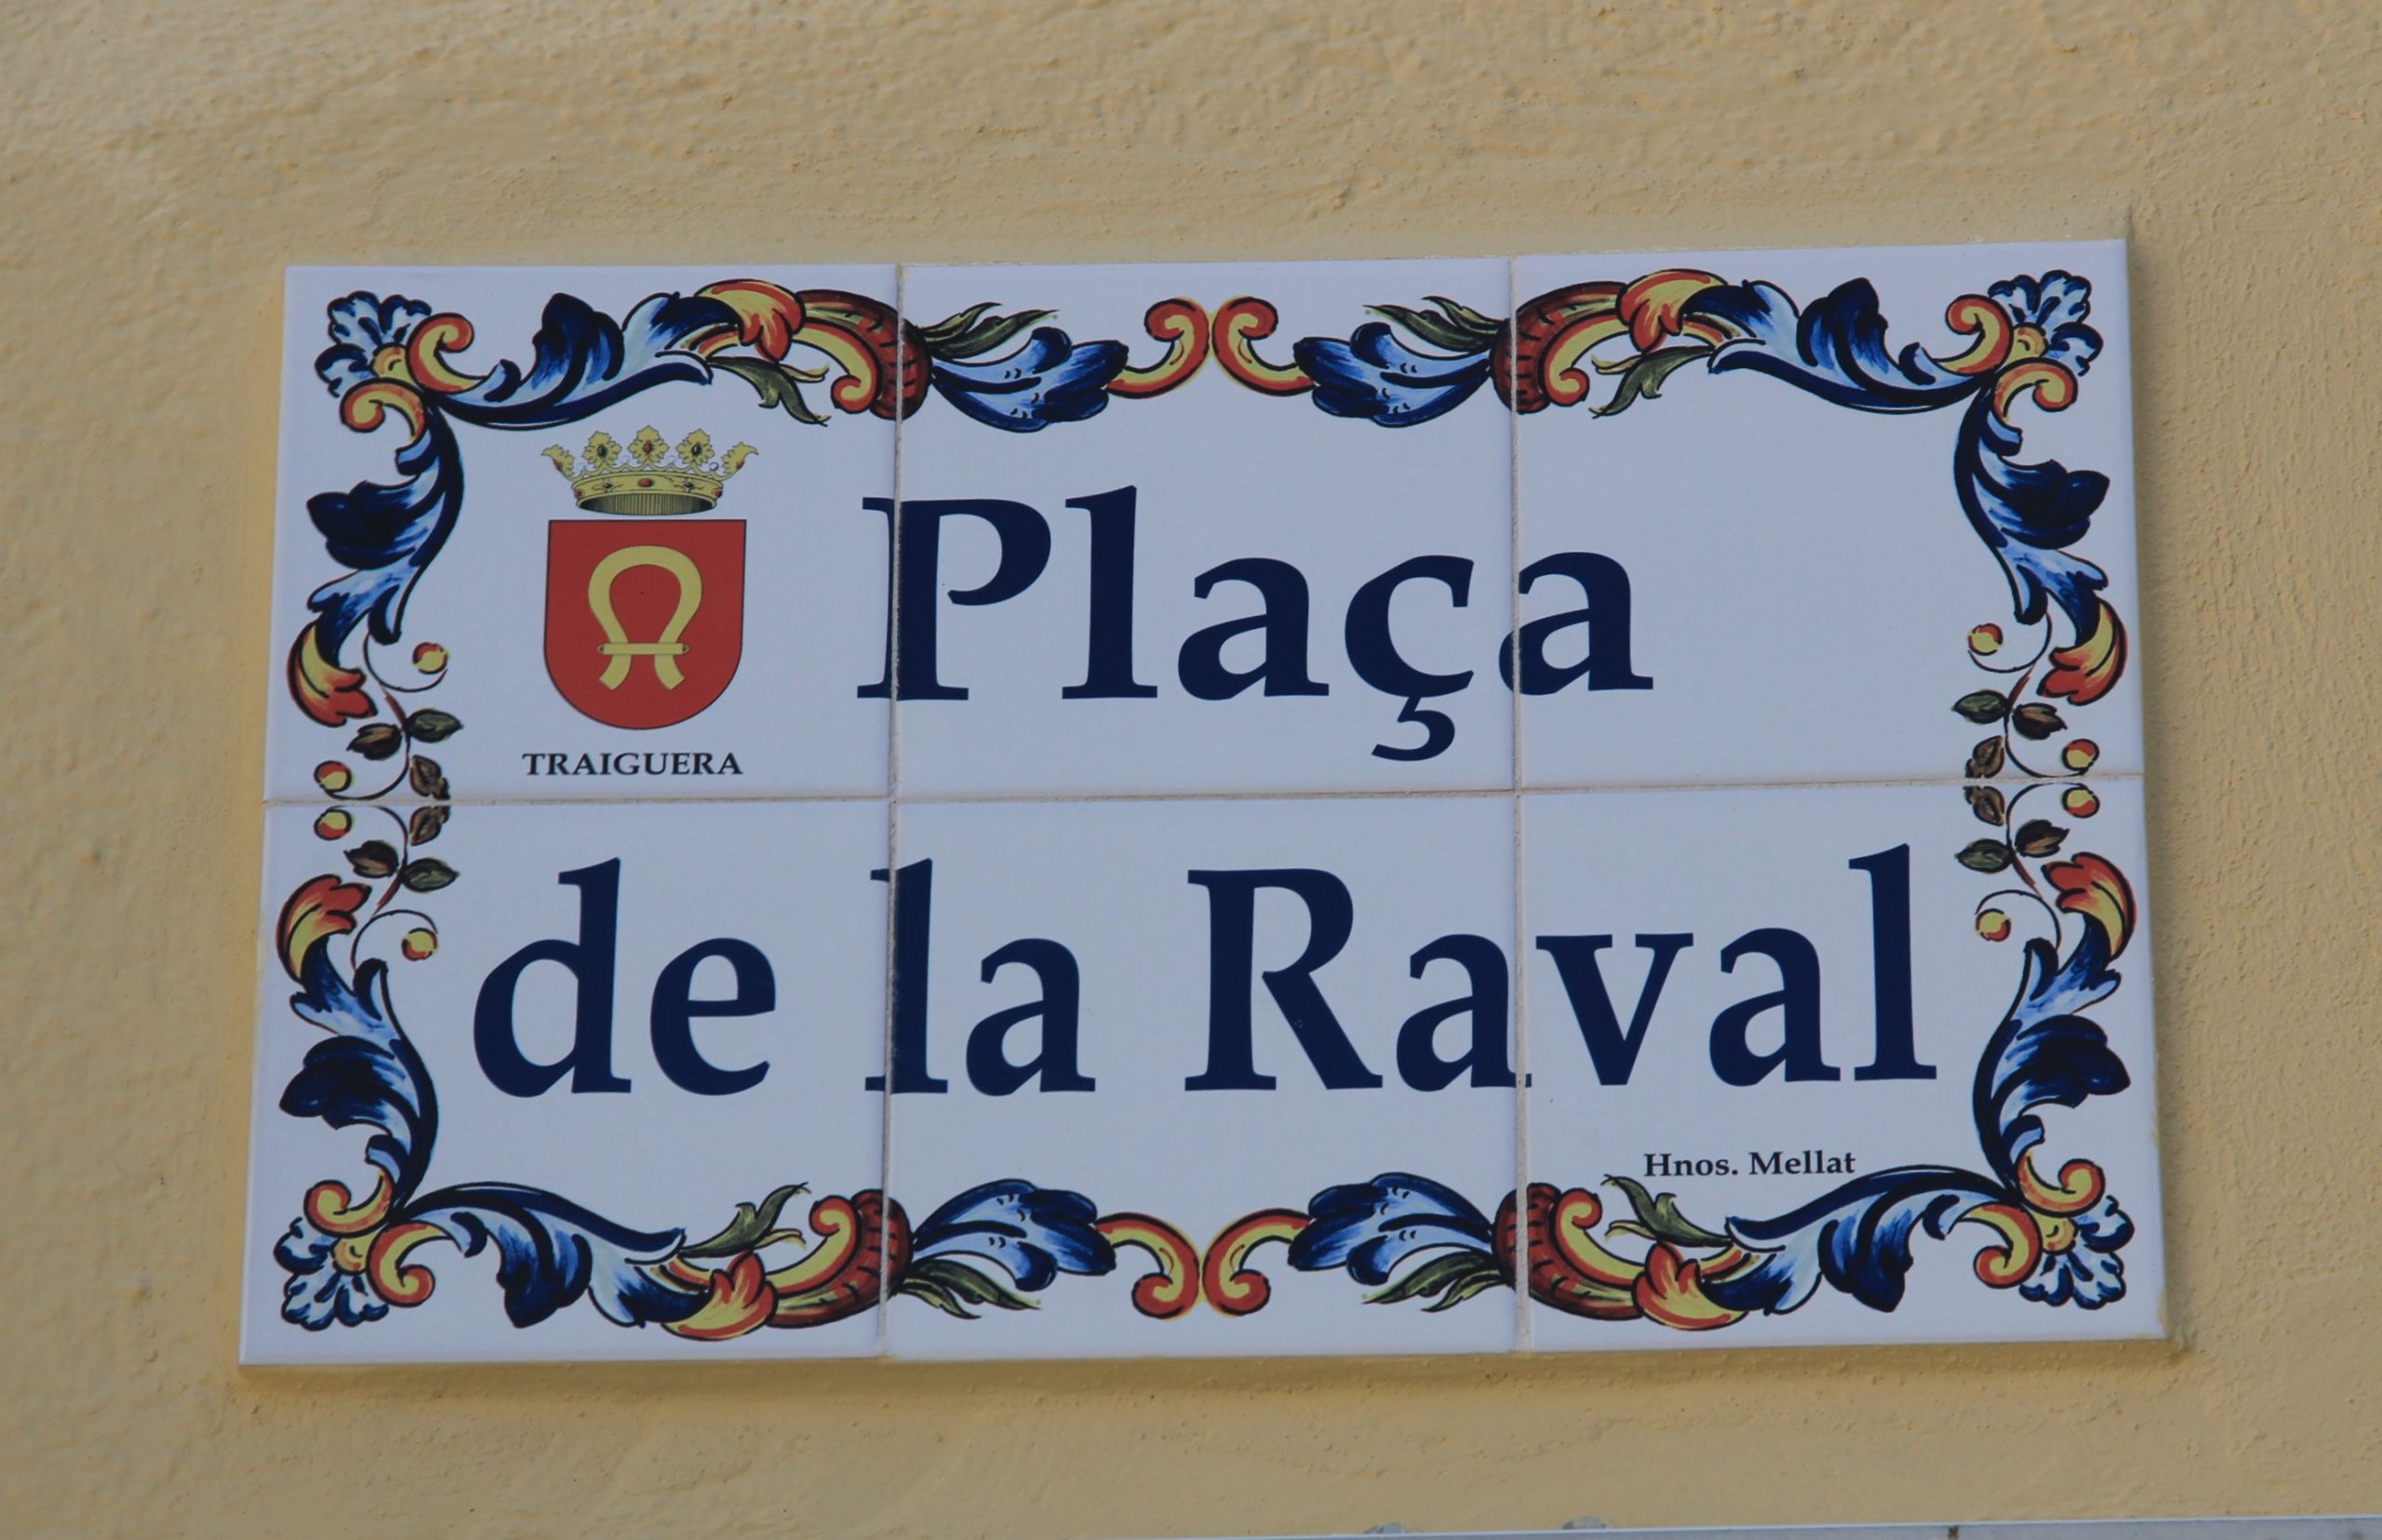 Plaça
TRAIGUERA
de la Raval
Hnos. Mellat